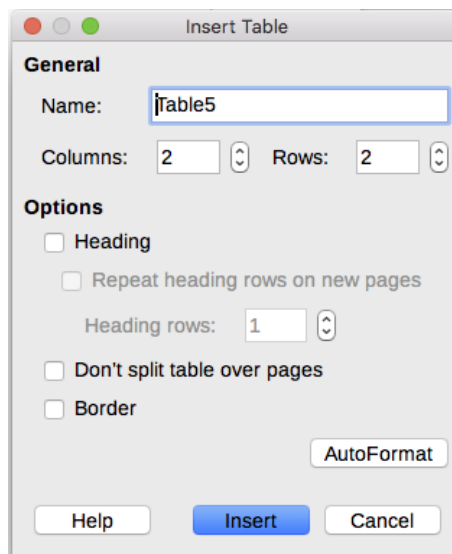 Insert Table
General
Name: Table5
Columns: 2 Rows: 2
Options
Heading
Repeat heading rows on new pages
Heading rows: 1
Don't split table over pages
Border
AutoFormat
Help Insert Cancel